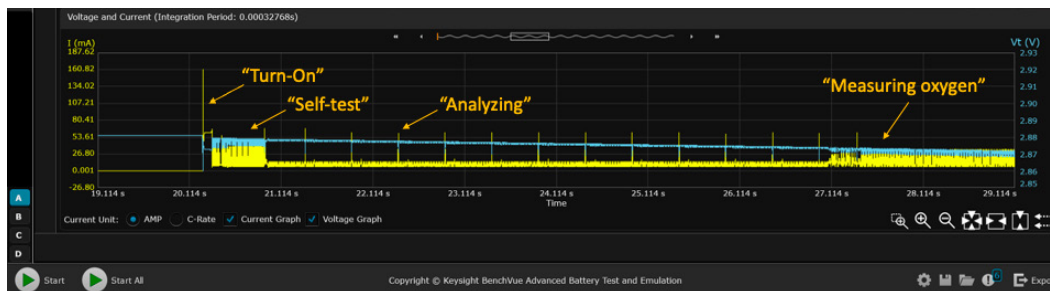 Voltage and Current (Integration Period: 0.00032768s)
I (mA)
Vt (V)
187.62
2.93
160.82
2.92
"Turn-On"
"Measuring oxygen"
134.02
2.91
"Self-test"
"Analyzing"
107.21
2.90
80.41
2.89
53.61
2.88
26.80
2.87
0.001
2.86
-26.80
2.85
19.114 s
20.114 s
21.114 s
22.114 s
23.114 s
24.114 s
25.114 s
26.114 s
27.114 s
28.114 s
29.114 s
Time
A
B
C
D
Current Unit: AMP C-Rate Current Graph Voltage Graph
Start Start All Copyright © Keysight BenchVue Advanced Battery Test and Emulation 6 Expo